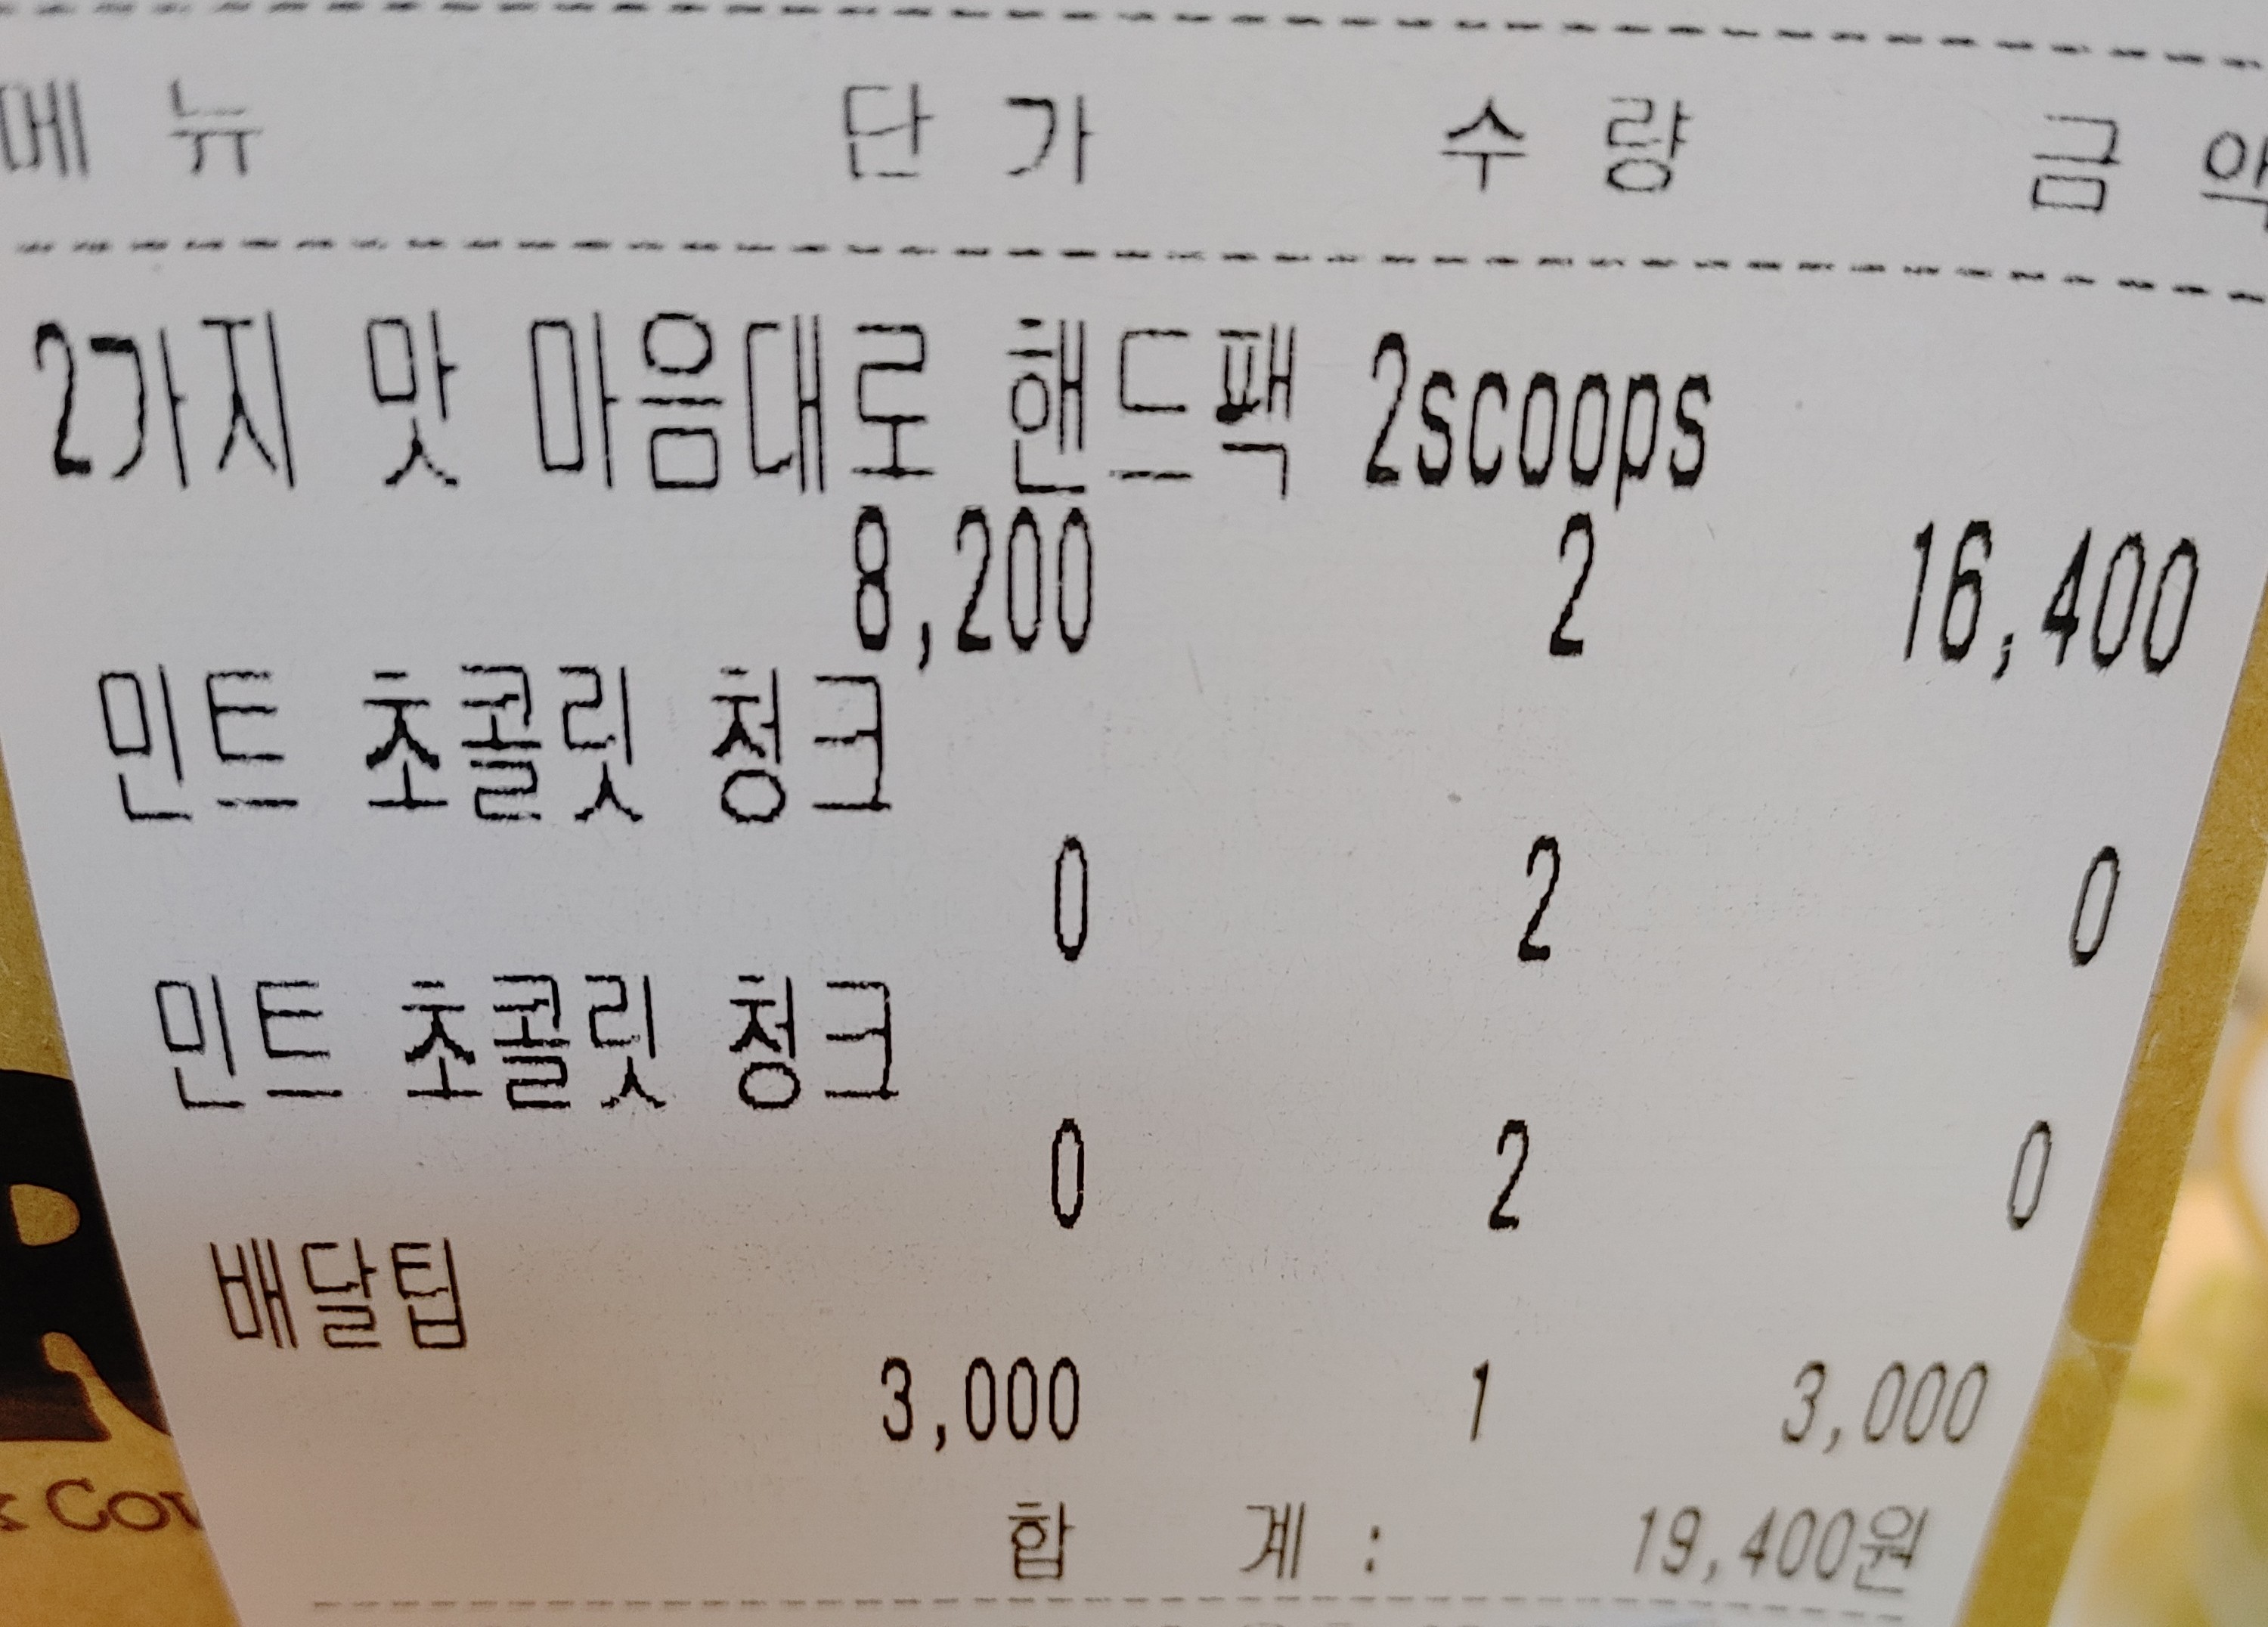 메 뉴 단 가 수 량 금 액
2가지 맛 마음대로 핸드팩 2scoops
8,200 2 16,400
민트 초콜릿 청크
0 2 0
민트 초콜릿 청크
0 2 0
배달팁
3,000 1 3,000
합 계 : 19,400원